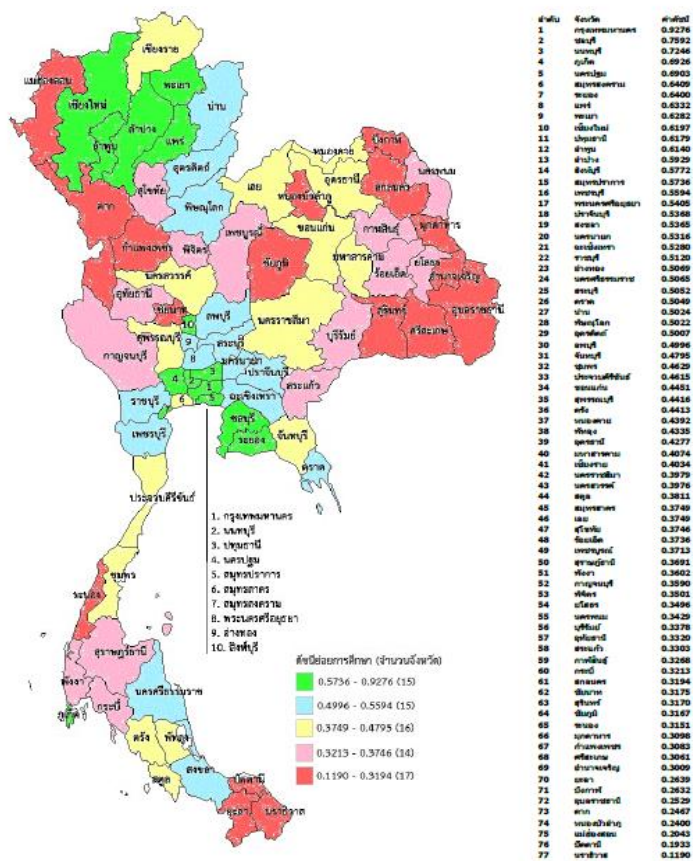 เชียงราย
แม่ฮ่องสอน
พะเยา
เชียงใหม่
น่าน
ลำปาง
ลำพูน
แพร่
อุตรดิตถ์
สุโขทัย
พิษณุโลก
ตาก
กำแพงเพชร
พิจิตร
เพชรบูรณ์
เลย
หนองคาย
บึงกาฬ
อุดรธานี
สกลนคร
นครพนม
หนองบัวลำภู
ขอนแก่น
กาฬสินธุ์
มุกดาหาร
มหาสารคาม
ร้อยเอ็ด
ยโสธร
อำนาจเจริญ
ชัยภูมิ
นครสวรรค์
อุทัยธานี
ชัยนาท
ลพบุรี
นครราชสีมา
บุรีรัมย์
สุรินทร์
ศรีสะเกษ
อุบลราชธานี
สุพรรณบุรี
สระบุรี
กาญจนบุรี
นครนายก
ปราจีนบุรี
สระแก้ว
ราชบุรี
ฉะเชิงเทรา
ชลบุรี
เพชรบุรี
ระยอง
จันทบุรี
ตราด
ประจวบคีรีขันธ์
ชุมพร
ระนอง
สุราษฎร์ธานี
พังงา
กระบี่
ภูเก็ต
นครศรีธรรมราช
ตรัง
พัทลุง
สตูล
สงขลา
ปัตตานี
ยะลา
นราธิวาส
1. กรุงเทพมหานคร
2. นนทบุรี
3. ปทุมธานี
4. นครปฐม
5. สมุทรปราการ
6. สมุทรสาคร
7. สมุทรสงคราม
8. พระนครศรีอยุธยา
9. อ่างทอง
10. สิงห์บุรี
ดัชนีย่อยการศึกษา (จำนวนจังหวัด)
0.5736 - 0.9276 (15)
0.4996 - 0.5594 (15)
0.3749 - 0.4795 (16)
0.3213 - 0.3746 (14)
0.1190 - 0.3194 (17)
ลำดับ จังหวัด ค่าดัชนี
1 กรุงเทพมหานคร 0.9276
2 ชลบุรี 0.7592
3 นนทบุรี 0.7246
4 ภูเก็ต 0.6926
5 นครปฐม 0.6903
6 สมุทรสงคราม 0.6409
7 ระยอง 0.6400
8 แพร่ 0.6332
9 พะเยา 0.6282
10 เชียงใหม่ 0.6197
11 ปทุมธานี 0.6179
12 ลำพูน 0.6140
13 ลำปาง 0.5929
14 สิงห์บุรี 0.5772
15 สมุทรปราการ 0.5736
16 เพชรบุรี 0.5594
17 พระนครศรีอยุธยา 0.5405
18 ปราจีนบุรี 0.5368
19 สงขลา 0.5365
20 นครนายก 0.5316
21 ฉะเชิงเทรา 0.5280
22 ราชบุรี 0.5120
23 อ่างทอง 0.5069
24 นครศรีธรรมราช 0.5065
25 สระบุรี 0.5052
26 ตราด 0.5049
27 น่าน 0.5024
28 พิษณุโลก 0.5022
29 อุตรดิตถ์ 0.5007
30 ลพบุรี 0.4996
31 จันทบุรี 0.4795
32 ชุมพร 0.4629
33 ประจวบคีรีขันธ์ 0.4615
34 ขอนแก่น 0.4451
35 สุพรรณบุรี 0.4416
36 ตรัง 0.4413
37 หนองคาย 0.4392
38 พัทลุง 0.4335
39 อุดรธานี 0.4277
40 มหาสารคาม 0.4074
41 เชียงราย 0.4034
42 นครราชสีมา 0.3979
43 นครสวรรค์ 0.3976
44 สตูล 0.3811
45 สมุทรสาคร 0.3749
46 เลย 0.3749
47 สุโขทัย 0.3746
48 ร้อยเอ็ด 0.3736
49 เพชรบูรณ์ 0.3713
50 สุราษฎร์ธานี 0.3691
51 พังงา 0.3602
52 กาญจนบุรี 0.3590
53 พิจิตร 0.3501
54 ยโสธร 0.3496
55 นครพนม 0.3429
56 บุรีรัมย์ 0.3378
57 อุทัยธานี 0.3320
58 สระแก้ว 0.3303
59 กาฬสินธุ์ 0.3268
60 กระบี่ 0.3213
61 สกลนคร 0.3194
62 ชัยนาท 0.3175
63 สุรินทร์ 0.3170
64 ชัยภูมิ 0.3167
65 ระนอง 0.3151
66 มุกดาหาร 0.3098
67 กำแพงเพชร 0.3083
68 ศรีสะเกษ 0.3061
69 อำนาจเจริญ 0.3009
70 ยะลา 0.2639
71 บึงกาฬ 0.2632
72 อุบลราชธานี 0.2529
73 ตาก 0.2467
74 หนองบัวลำภู 0.2400
75 แม่ฮ่องสอน 0.2043
76 ปัตตานี 0.1933
77 นราธิวาส 0.1190